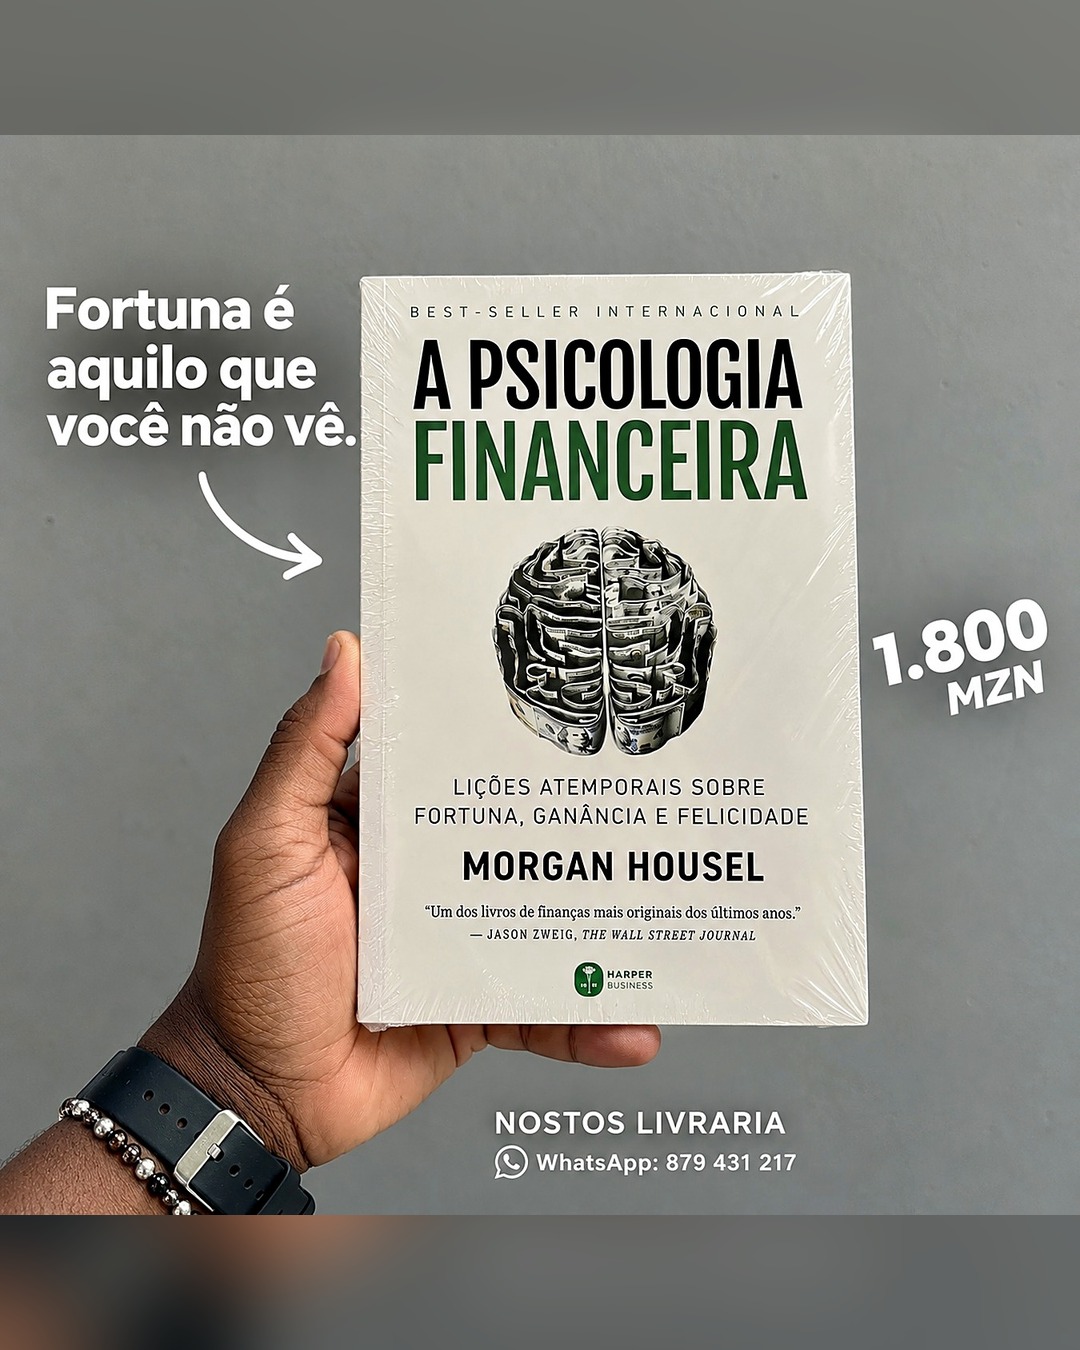 Fortuna é
aquilo que
você não vê.
BEST-SELLER INTERNACIONAL
A PSICOLOGIA
FINANCEIRA
1.800
MZN
LIÇÕES ATEMPORAIS SOBRE
FORTUNA, GANÂNCIA E FELICIDADE
MORGAN HOUSEL
“Um dos livros de finanças mais originais dos últimos anos.”
— JASON ZWEIG, THE WALL STREET JOURNAL
HARPER
BUSINESS
NOSTOS LIVRARIA
WhatsApp: 879 431 217